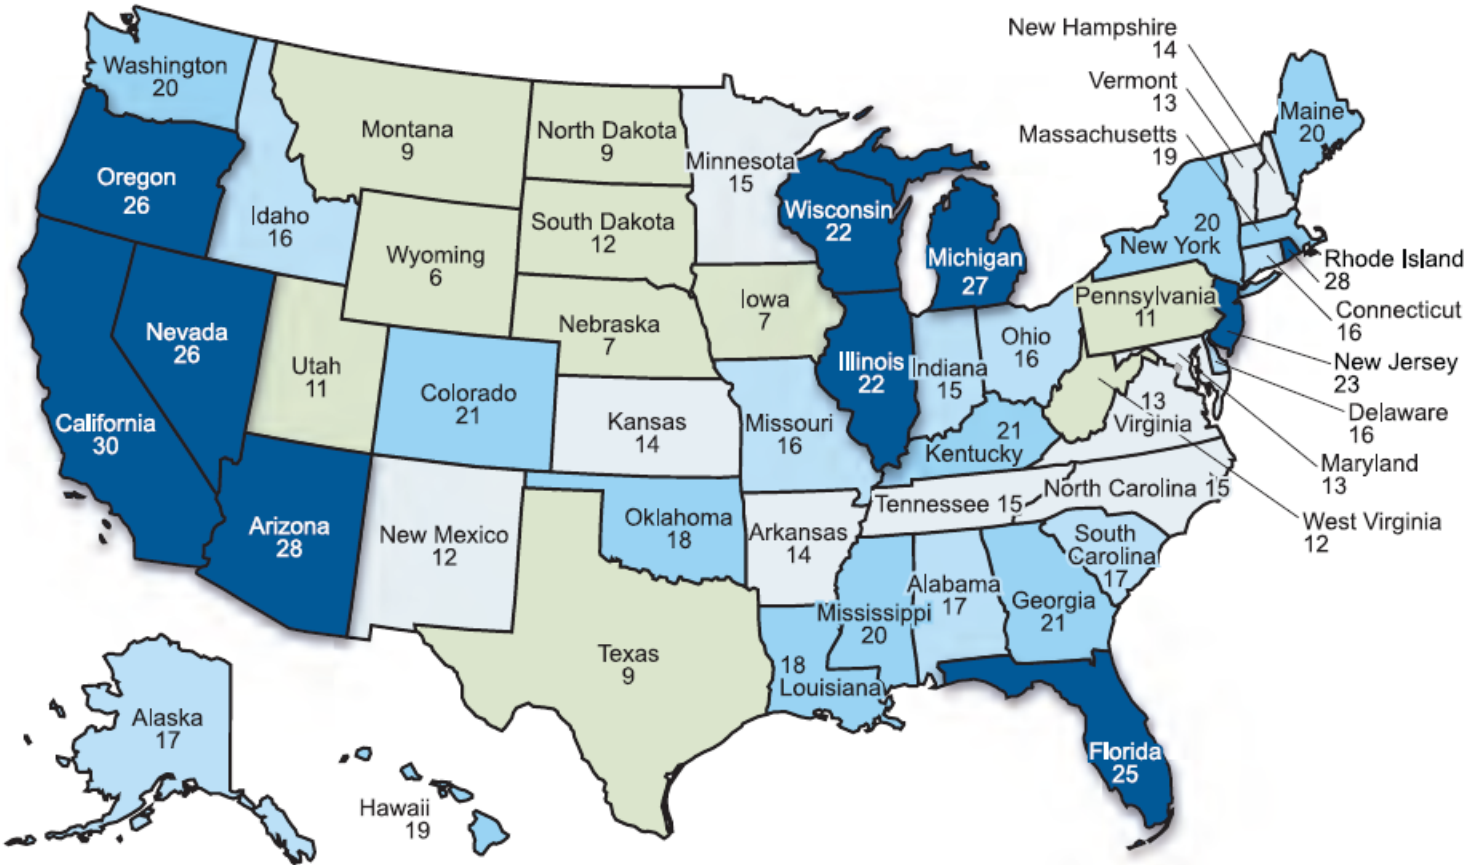 New Hampshire
14
Vermont
13
Massachusetts
19
Maine
20
Washington
20
Montana
9
North Dakota
9
Minnesota
15
Oregon
26
Idaho
16
Wyoming
6
South Dakota
12
Wisconsin
22
Michigan
27
20
New York
Rhode Island
28
Connecticut
16
New Jersey
23
Delaware
16
Maryland
13
West Virginia
12
Pennsylvania
11
Iowa
7
Nebraska
7
Nevada
26
Utah
11
Colorado
21
Kansas
14
Missouri
16
Illinois
22
Indiana
15
Ohio
16
13
Virginia
21
Kentucky
California
30
Arizona
28
New Mexico
12
Oklahoma
18
Arkansas
14
Tennessee 15
North Carolina 15
South
Carolina
17
Mississippi
20
Alabama
17
Georgia
21
Texas
9
18
Louisiana
Florida
25
Alaska
17
Hawaii
19